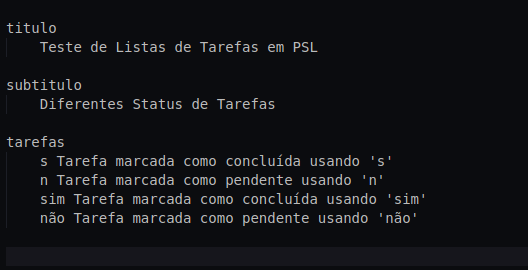 titulo
Teste de Listas de Tarefas em PSL
subtitulo
Diferentes Status de Tarefas
tarefas
s Tarefa marcada como concluída usando 's'
n Tarefa marcada como pendente usando 'n'
sim Tarefa marcada como concluída usando 'sim'
não Tarefa marcada como pendente usando 'não'